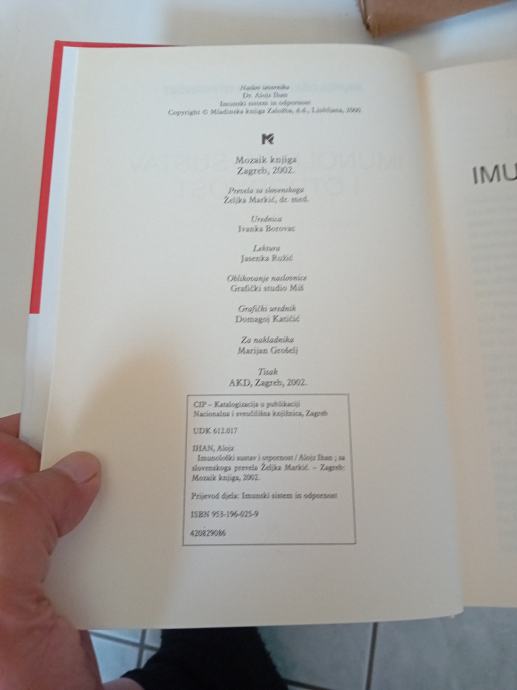 Naslov izvornika
Dr. Alojz Ihan
Imunski sistem in odpornost
Copyright © Mladinska knjiga Založba, d.d., Ljubljana, 2000
Mozaik knjiga
Zagreb, 2002.
Prevela sa slovenskoga
Željka Markić, dr. med.
Urednica
Ivanka Borovac
Lektura
Jasenka Ružić
Oblikovanje naslovnice
Grafički studio Miš
Grafički urednik
Domagoj Katičić
Za nakladnika
Marijan Grošelj
Tisak
AKD, Zagreb, 2002.
CIP – Katalogizacija u publikaciji
Nacionalna i sveučilišna knjižnica, Zagreb
UDK 612.017
IHAN, Alojz
Imunološki sustav i otpornost / Alojz Ihan ; sa
slovenskoga prevela Željka Markić. – Zagreb:
Mozaik knjiga, 2002.
Prijevod djela: Imunski sistem in odpornost
ISBN 953-196-025-9
420829086
IMU